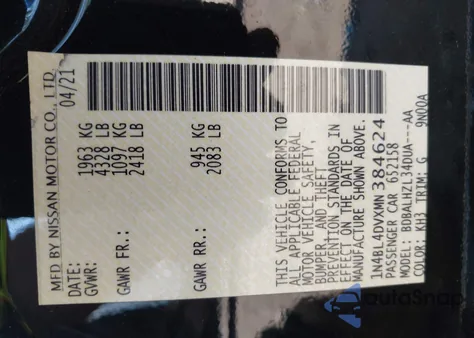 MFD BY NISSAN MOTOR CO., LTD.
DATE: 04/21
GVWR: 1963 KG
4328 LB
GAWR FR: 1097 KG
2418 LB
GAWR RR: 945 KG
2083 LB
THIS VEHICLE CONFORMS TO
ALL APPLICABLE FEDERAL
MOTOR VEHICLE SAFETY,
BUMPER, AND THEFT
PREVENTION STANDARDS IN
EFFECT ON THE DATE OF
MANUFACTURE SHOWN ABOVE.
1N4BL4DVXMN384624
PASSENGER CAR 652158
MODEL: BDBALHZL34DUA---AA
COLOR: KH3 TRIM: G 9N00A
AutaSnap